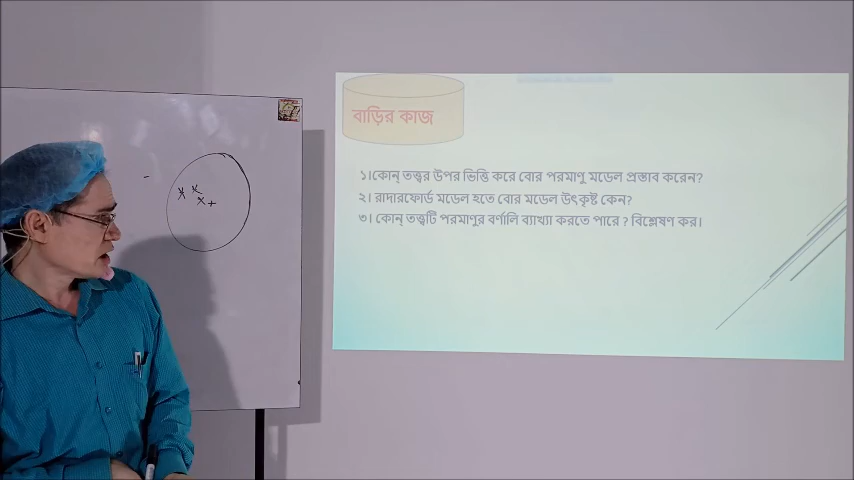 বাড়ির কাজ
১।কোন্ তত্ত্বর উপর ভিত্তি করে বোর পরমাণু মডেল প্রস্তাব করেন?
২। রাদারফোর্ড মডেল হতে বোর মডেল উৎকৃষ্ট কেন?
৩। কোন্ তত্ত্বটি পরমাণুর বর্ণালি ব্যাখ্যা করতে পারে ? বিশ্লেষণ কর।